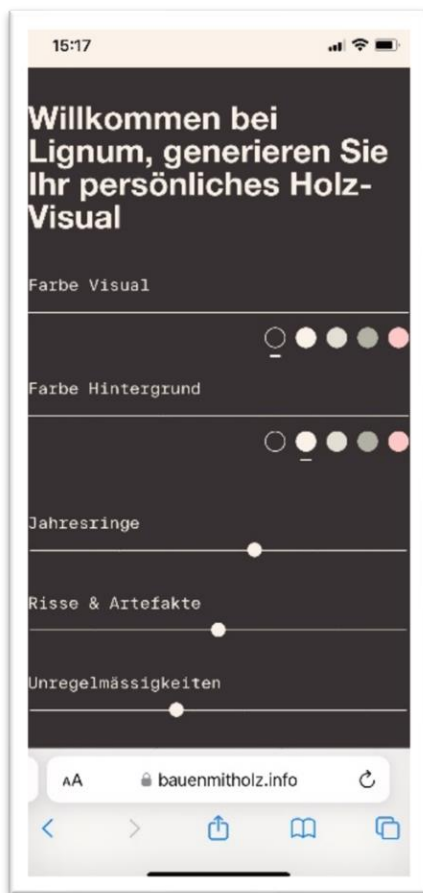 15:17
Willkommen bei
Lignum, generieren Sie
Ihr persönliches Holz-
Visual
Farbe Visual
Farbe Hintergrund
Jahresringe
Risse & Artefakte
Unregelmässigkeiten
AA bauenmitholz.info